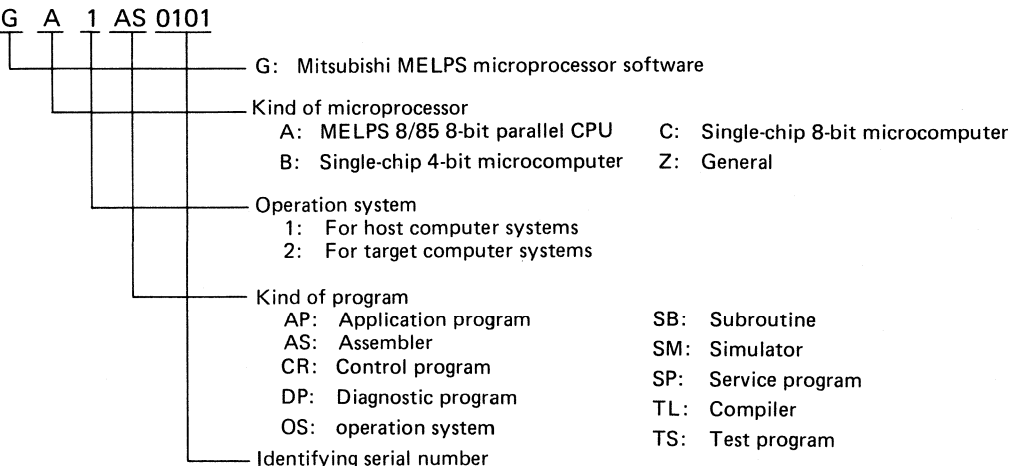 G A 1 AS 0101
G: Mitsubishi MELPS microprocessor software
Kind of microprocessor
A: MELPS 8/85 8-bit parallel CPU C: Single-chip 8-bit microcomputer
B: Single-chip 4-bit microcomputer Z: General
Operation system
1: For host computer systems
2: For target computer systems
Kind of program
AP: Application program SB: Subroutine
AS: Assembler SM: Simulator
CR: Control program SP: Service program
DP: Diagnostic program TL: Compiler
OS: operation system TS: Test program
Identifying serial number